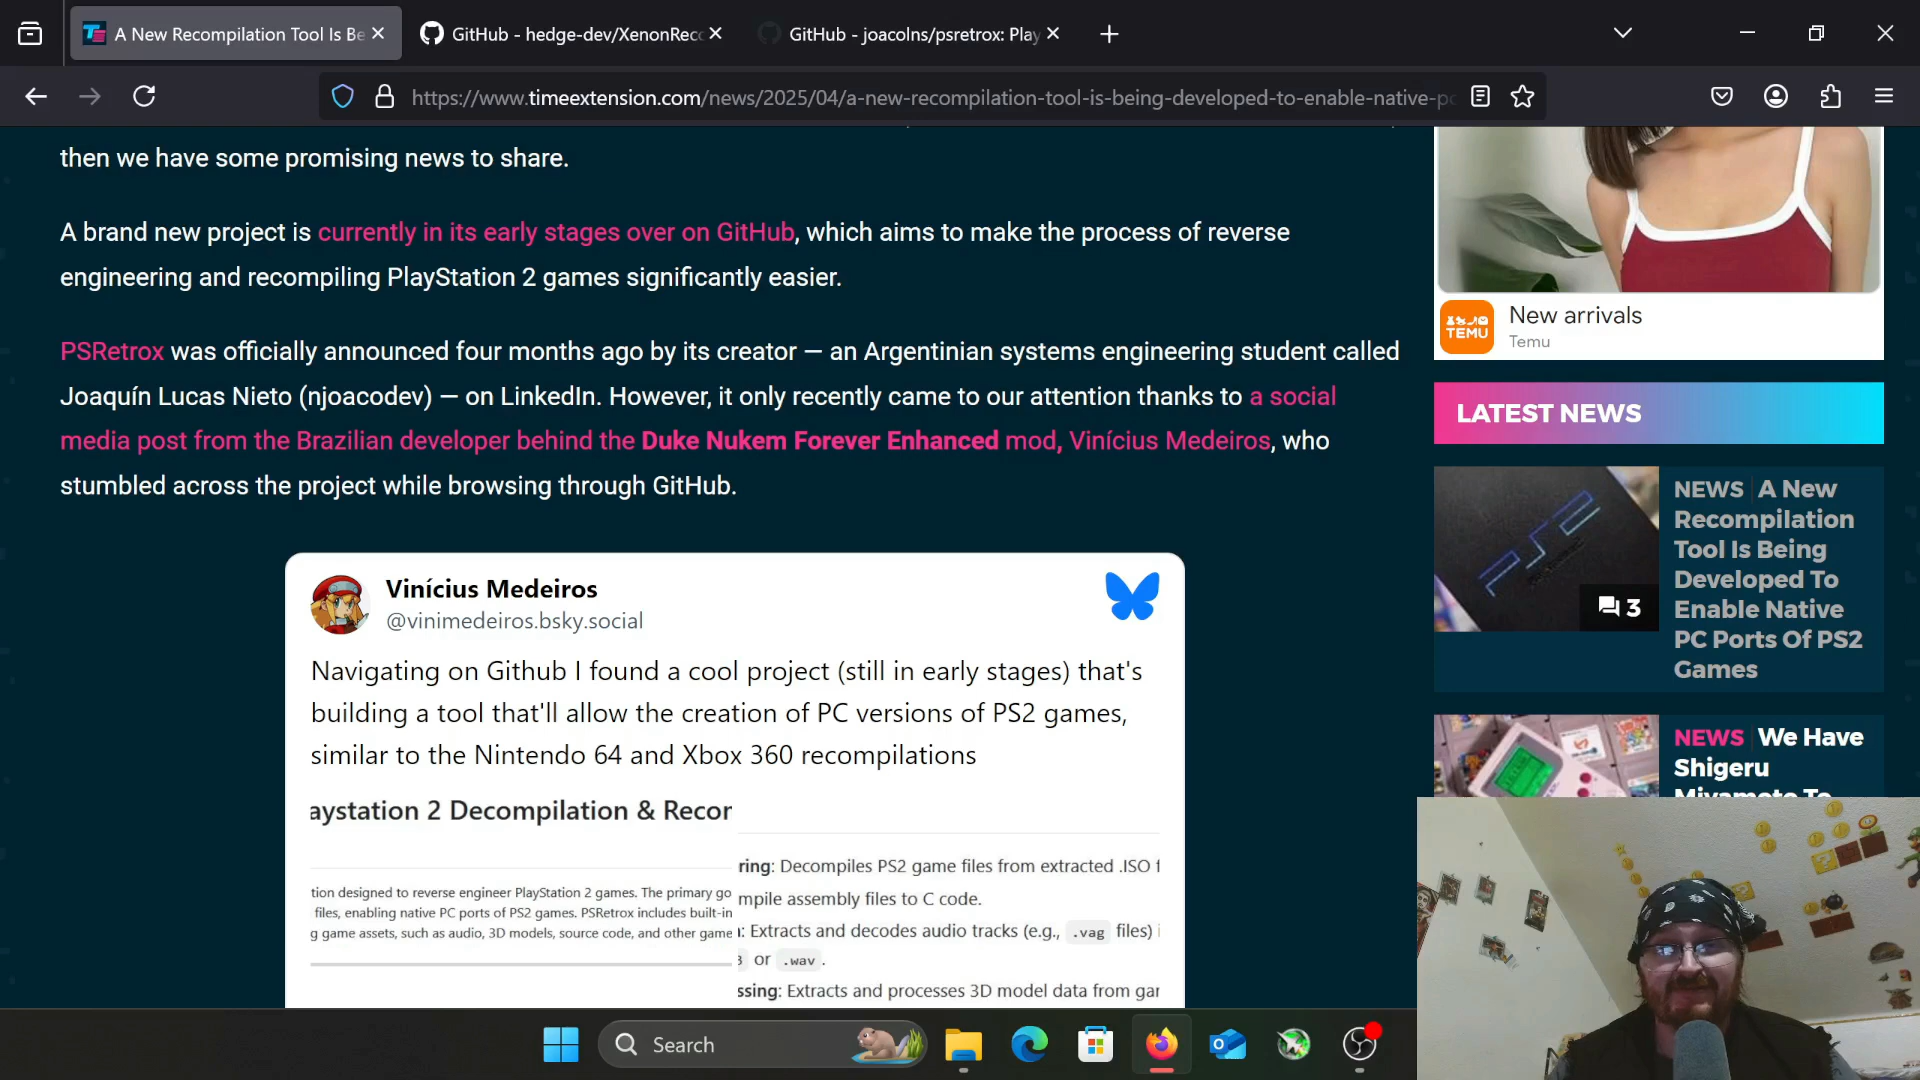 A New Recompilation Tool Is Be
GitHub - hedge-dev/XenonRec
GitHub - joacolns/psretrox: Play
https://www.timeextension.com/news/2025/04/a-new-recompilation-tool-is-being-developed-to-enable-native-pc
then we have some promising news to share.
A brand new project is currently in its early stages over on GitHub, which aims to make the process of reverse
engineering and recompiling PlayStation 2 games significantly easier.
PSRetrox was officially announced four months ago by its creator — an Argentinian systems engineering student called
Joaquín Lucas Nieto (njoacodev) — on LinkedIn. However, it only recently came to our attention thanks to a social
media post from the Brazilian developer behind the Duke Nukem Forever Enhanced mod, Vinícius Medeiros, who
stumbled across the project while browsing through GitHub.
Vinícius Medeiros
@vinimedeiros.bsky.social
Navigating on Github I found a cool project (still in early stages) that's
building a tool that'll allow the creation of PC versions of PS2 games,
similar to the Nintendo 64 and Xbox 360 recompilations
aystation 2 Decompilation & Recor
tion designed to reverse engineer PlayStation 2 games. The primary go
files, enabling native PC ports of PS2 games. PSRetrox includes built-in
g game assets, such as audio, 3D models, source code, and other game
ring: Decompiles PS2 game files from extracted .ISO f
mpile assembly files to C code.
: Extracts and decodes audio tracks (e.g., .vag files) i
or .wav.
ssing: Extracts and processes 3D model data from gar
TEMU
New arrivals
Temu
LATEST NEWS
3
NEWS A New
Recompilation
Tool Is Being
Developed To
Enable Native
PC Ports Of PS2
Games
NEWS We Have
Shigeru
Miyamoto To
Search